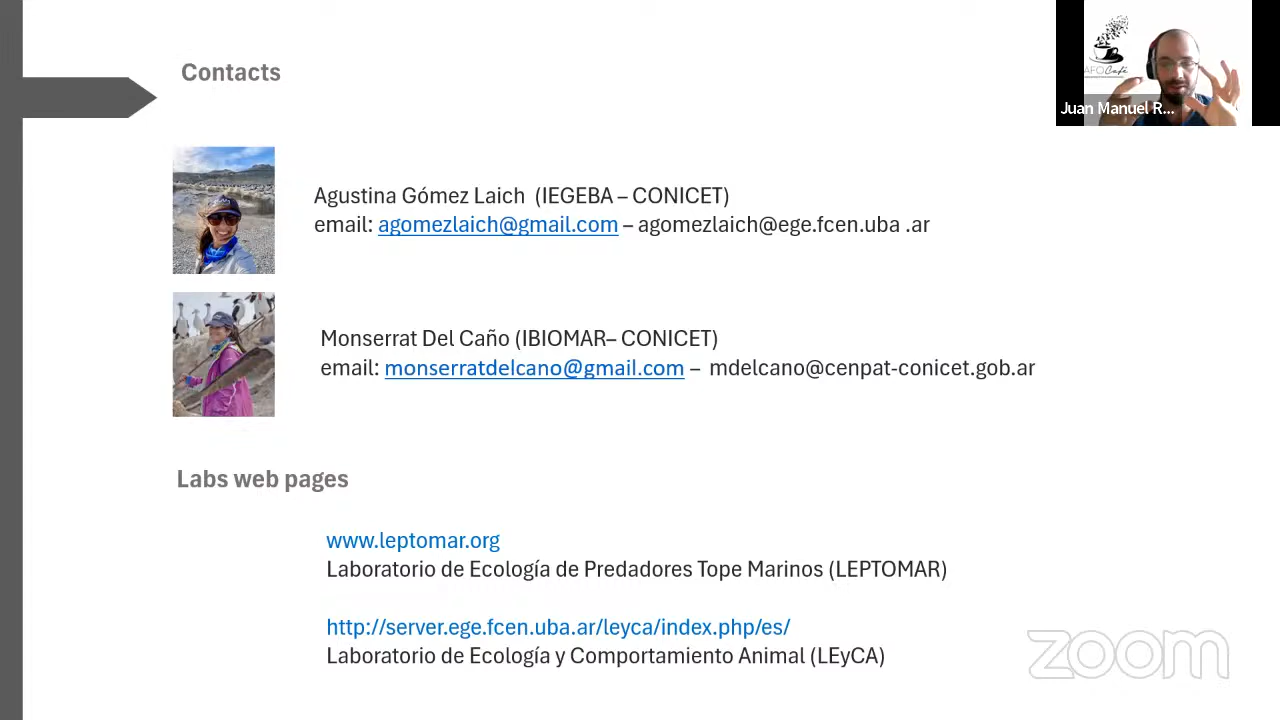 Contacts
Juan Manuel R...
Agustina Gómez Laich (IEGEBA – CONICET)
email: agomezlaich@gmail.com – agomezlaich@ege.fcen.uba .ar
Monserrat Del Caño (IBIOMAR– CONICET)
email: monserratdelcano@gmail.com – mdelcano@cenpat-conicet.gob.ar
Labs web pages
www.leptomar.org
Laboratorio de Ecología de Predadores Tope Marinos (LEPTOMAR)
http://server.ege.fcen.uba.ar/leyca/index.php/es/
Laboratorio de Ecología y Comportamiento Animal (LEyCA)
zoom